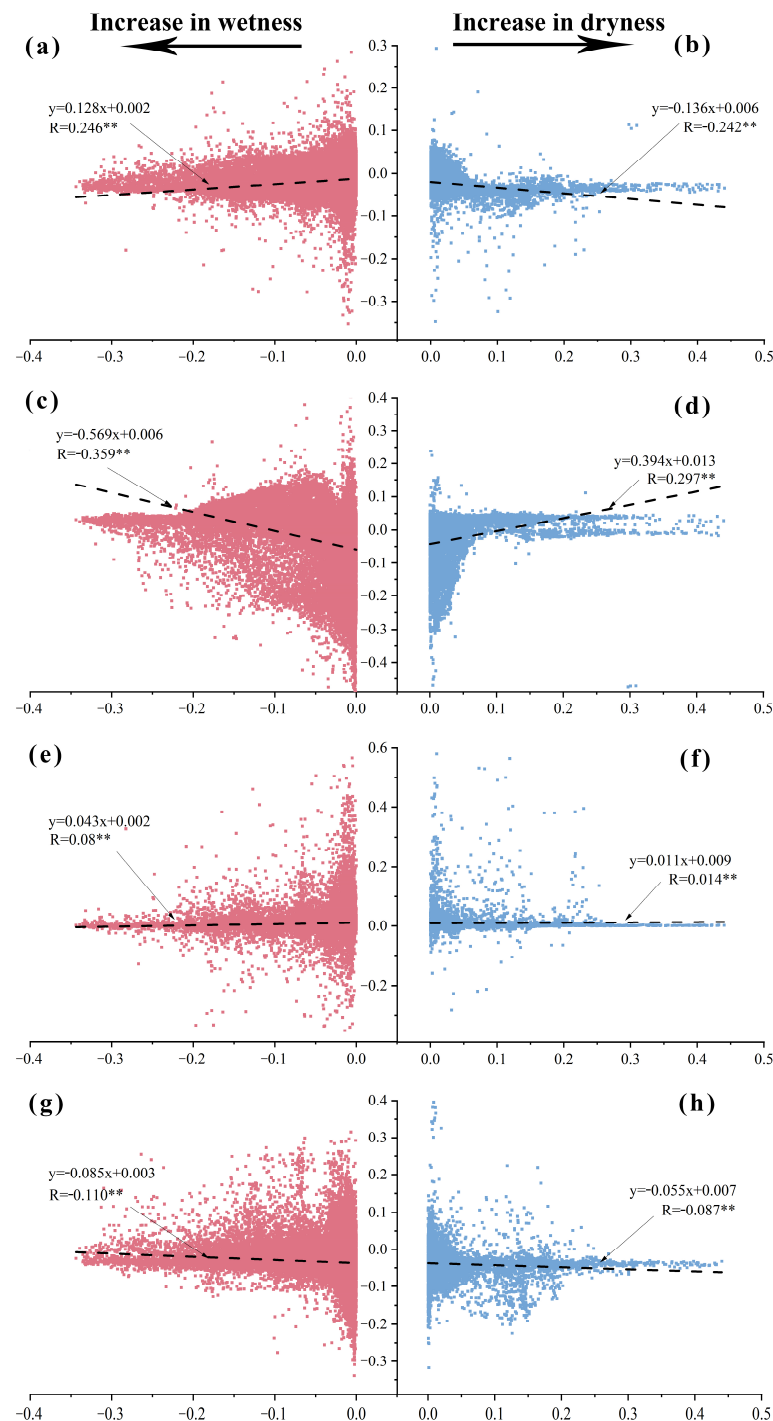 Increase in wetness
Increase in dryness
(a)
(b)
0.3
0.1
0.0
−0.1
−0.3
y=0.128x+0.002
R=0.246**
y=-0.136x+0.006
R=-0.242**
−0.4 −0.3 −0.2 −0.1 0.0
0.0 0.1 0.2 0.3 0.4 0.5
(c)
(d)
0.4
0.3
0.2
0.1
0.0
−0.1
−0.2
−0.3
−0.4
y=-0.569x+0.006
R=-0.359**
y=0.394x+0.013
R=0.297**
−0.4 −0.3 −0.2 −0.1 0.0
0.0 0.1 0.2 0.3 0.4 0.5
(e)
(f)
0.6
0.4
0.2
0.0
−0.2
y=0.043x+0.002
R=0.08**
y=0.011x+0.009
R=0.014**
−0.4 −0.3 −0.2 −0.1 0.0
0.0 0.1 0.2 0.3 0.4 0.5
(g)
(h)
0.4
0.3
0.2
0.1
0.0
−0.1
−0.3
y=-0.085x+0.003
R=-0.110**
y=-0.055x+0.007
R=-0.087**
−0.4 −0.3 −0.2 −0.1 0.0
0.0 0.1 0.2 0.3 0.4 0.5